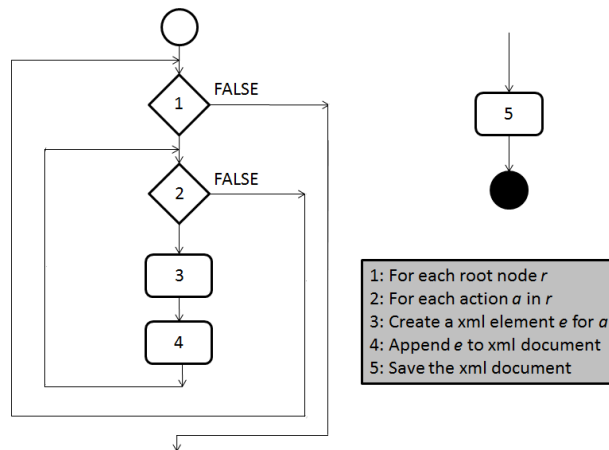 1
FALSE
2
FALSE
3
4
5
1: For each root node r
2: For each action a in r
3: Create a xml element e for a
4: Append e to xml document
5: Save the xml document